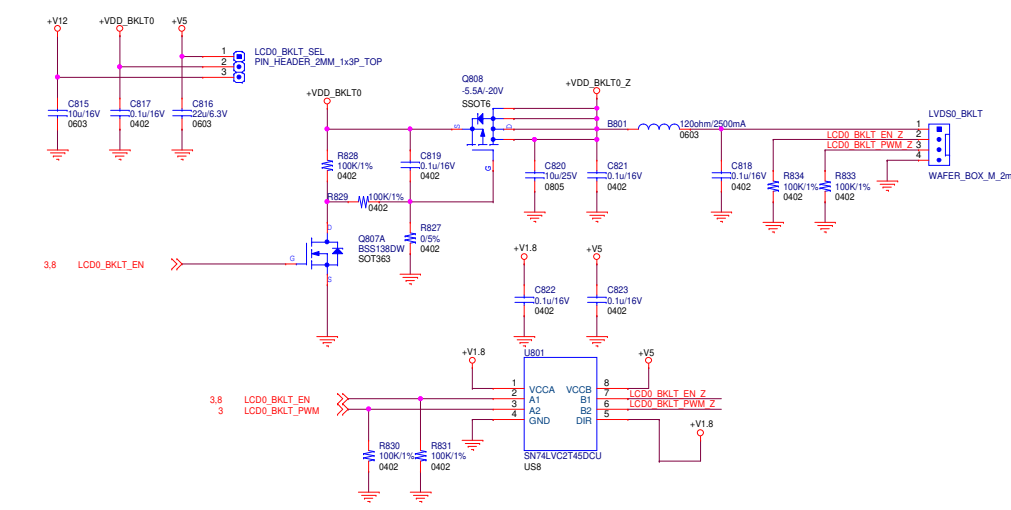 +V12
+VDD_BKLT0
+V5
1
2
3
LCD0_BKLT_SEL
PIN_HEADER_2MM_1x3P_TOP
C815
10u/16V
0603
C817
0.1u/16V
0402
C816
22u/6.3V
0603
+VDD_BKLT0
Q808
-5.5A/-20V
SSOT6
S
D
G
+VDD_BKLT0_Z
B801
120ohm/2500mA
0603
LVDS0_BKLT
LCD0_BKLT_EN_Z
LCD0_BKLT_PWM_Z
1
2
3
4
WAFER_BOX_M_2m
R828
100K/1%
0402
C819
0.1u/16V
0402
C820
10u/25V
0805
C821
0.1u/16V
0402
C818
0.1u/16V
0402
R834
100K/1%
0402
R833
100K/1%
0402
R829
100K/1%
0402
R827
0/5%
0402
D
G
S
Q807A
BSS138DW
SOT363
3,8 LCD0_BKLT_EN
+V1.8
+V5
C822
0.1u/16V
0402
C823
0.1u/16V
0402
+V1.8
U801
+V5
1 VCCA VCCB 8
2 A1 B1 7 LCD0_BKLT_EN_Z
3 A2 B2 6 LCD0_BKLT_PWM_Z
4 GND DIR 5
+V1.8
3,8 LCD0_BKLT_EN
3 LCD0_BKLT_PWM
R830
100K/1%
0402
R831
100K/1%
0402
SN74LVC2T45DCU
US8